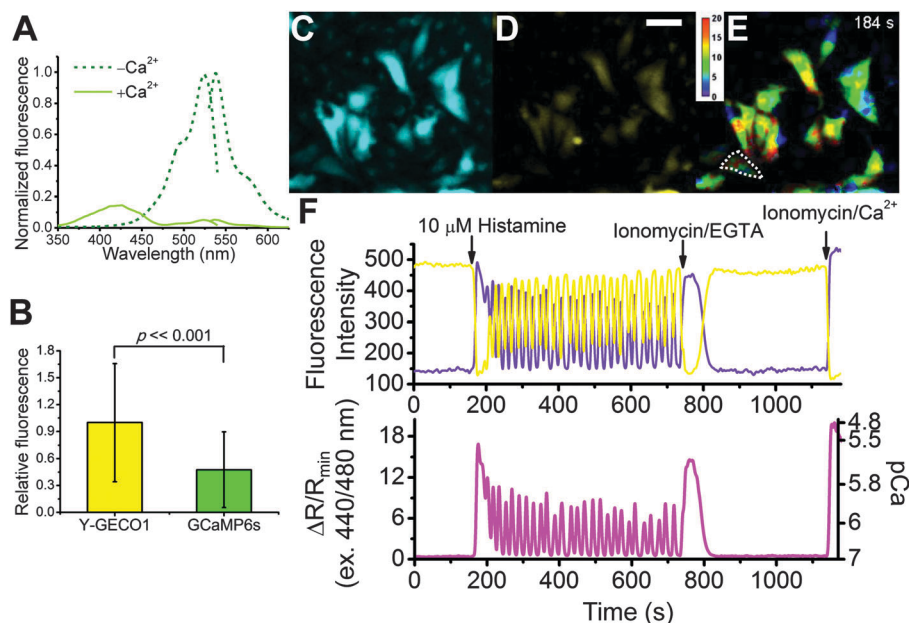 A
- - - −Ca²⁺
— +Ca²⁺
Normalized fluorescence
1.0
0.8
0.6
0.4
0.2
0.0
350 400 450 500 550 600
Wavelength (nm)
B
p << 0.001
Relative fluorescence
1.8
1.5
1.2
0.9
0.6
0.3
0.0
Y-GECO1 GCaMP6s
C
D
20
15
10
5
0
E
184 s
F
10 μM Histamine
Ionomycin/EGTA
Ionomycin/Ca²⁺
Fluorescence
Intensity
500
400
300
200
100
0 200 400 600 800 1000
ΔR/Rmin
(ex. 440/480 nm)
18
12
6
0
4.8
5.5
5.8
6
7
pCa
0 200 400 600 800 1000
Time (s)